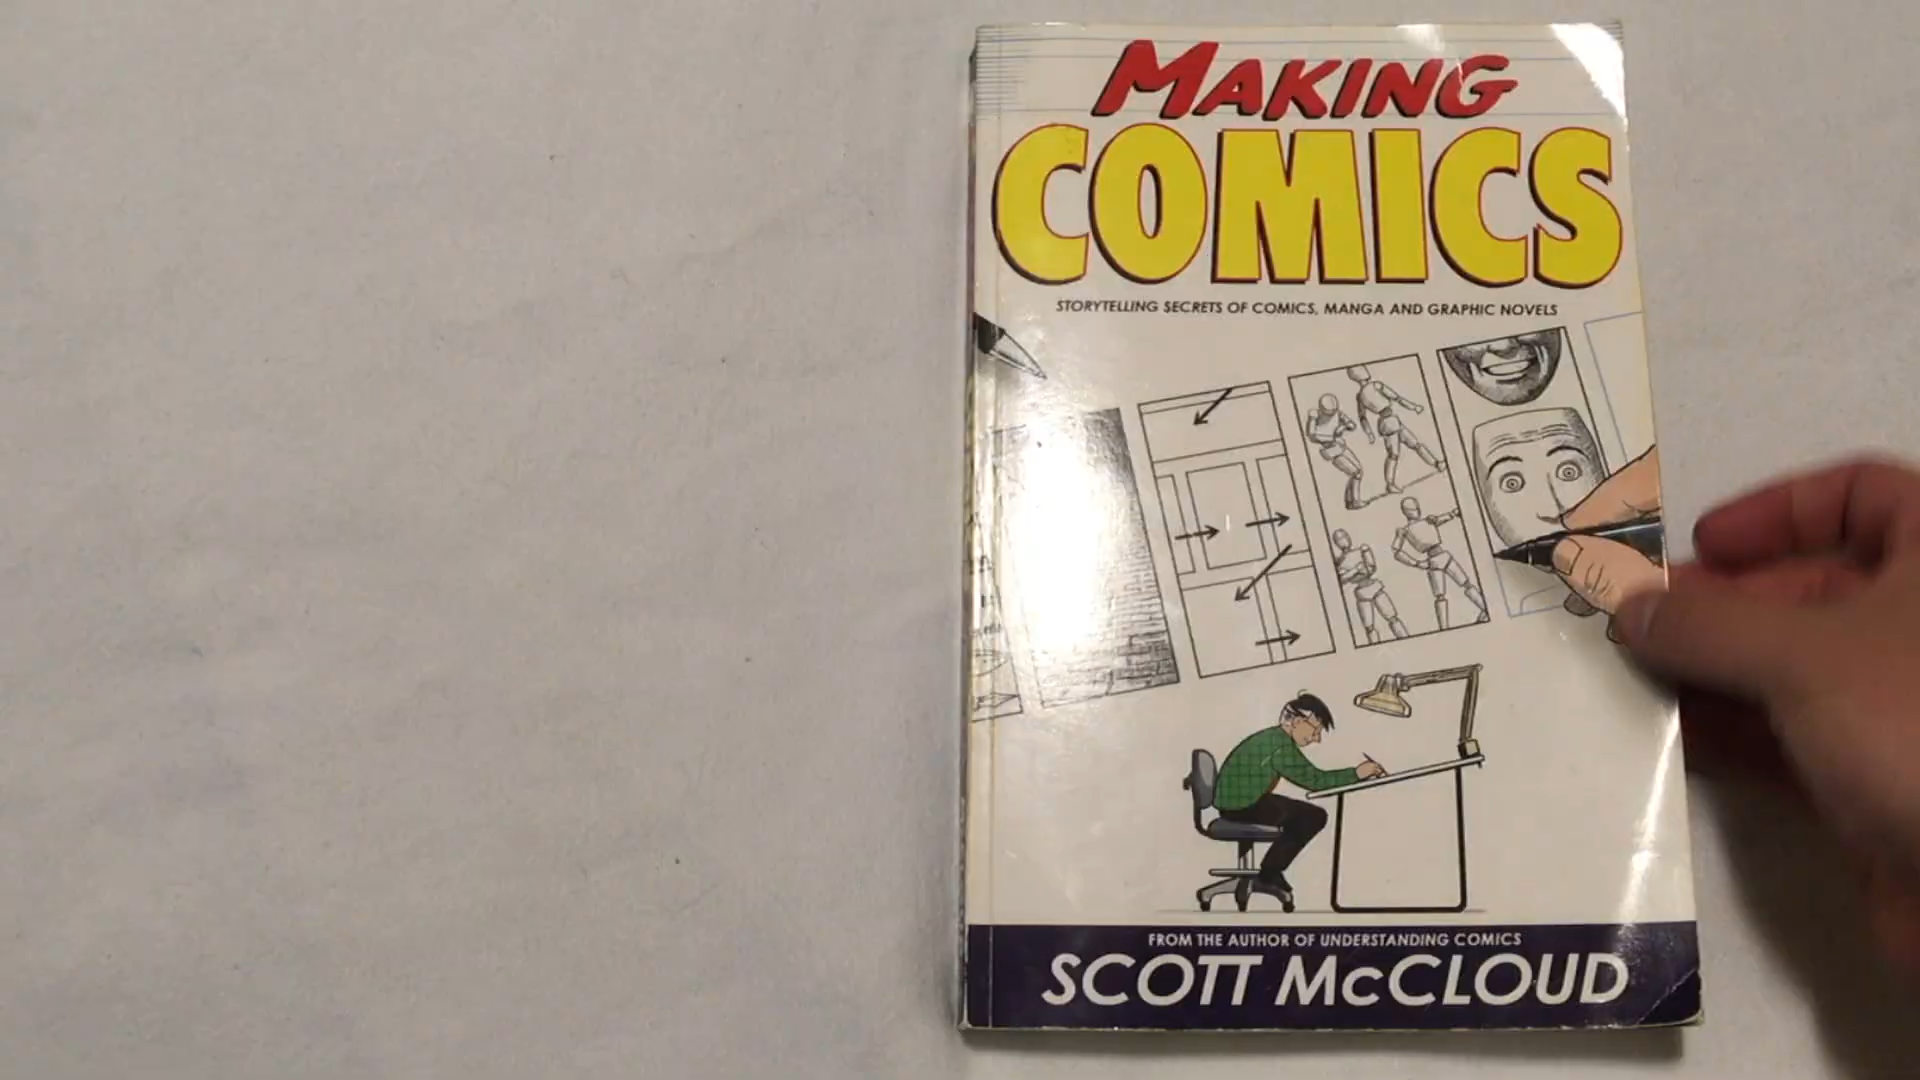 MAKING
COMICS
STORYTELLING SECRETS OF COMICS, MANGA AND GRAPHIC NOVELS
FROM THE AUTHOR OF UNDERSTANDING COMICS
SCOTT McCLOUD